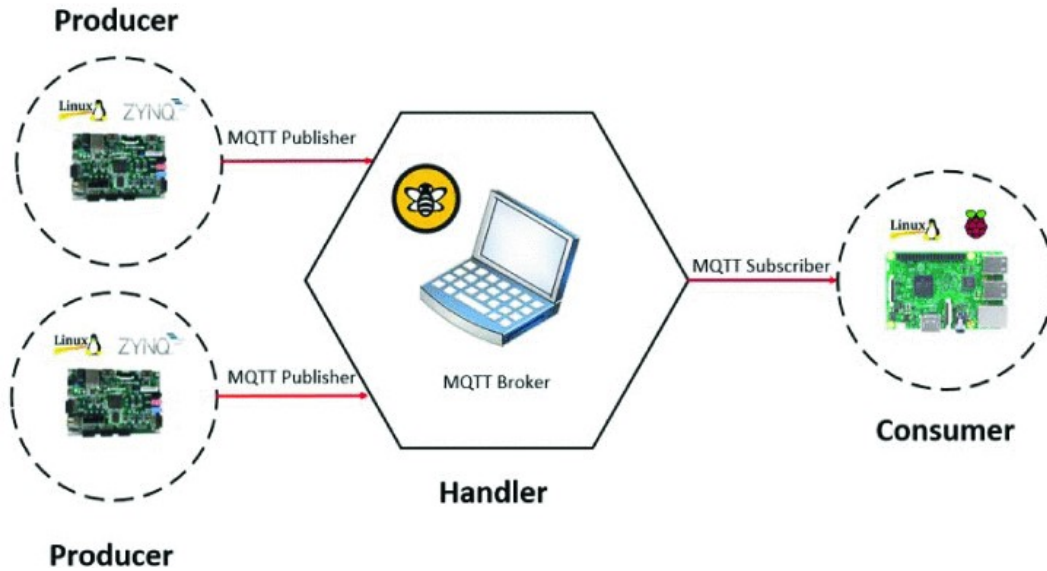 Producer
Linux ZYNQ
MQTT Publisher
Linux ZYNQ
MQTT Publisher
Producer
MQTT Broker
Handler
MQTT Subscriber
Linux
Consumer